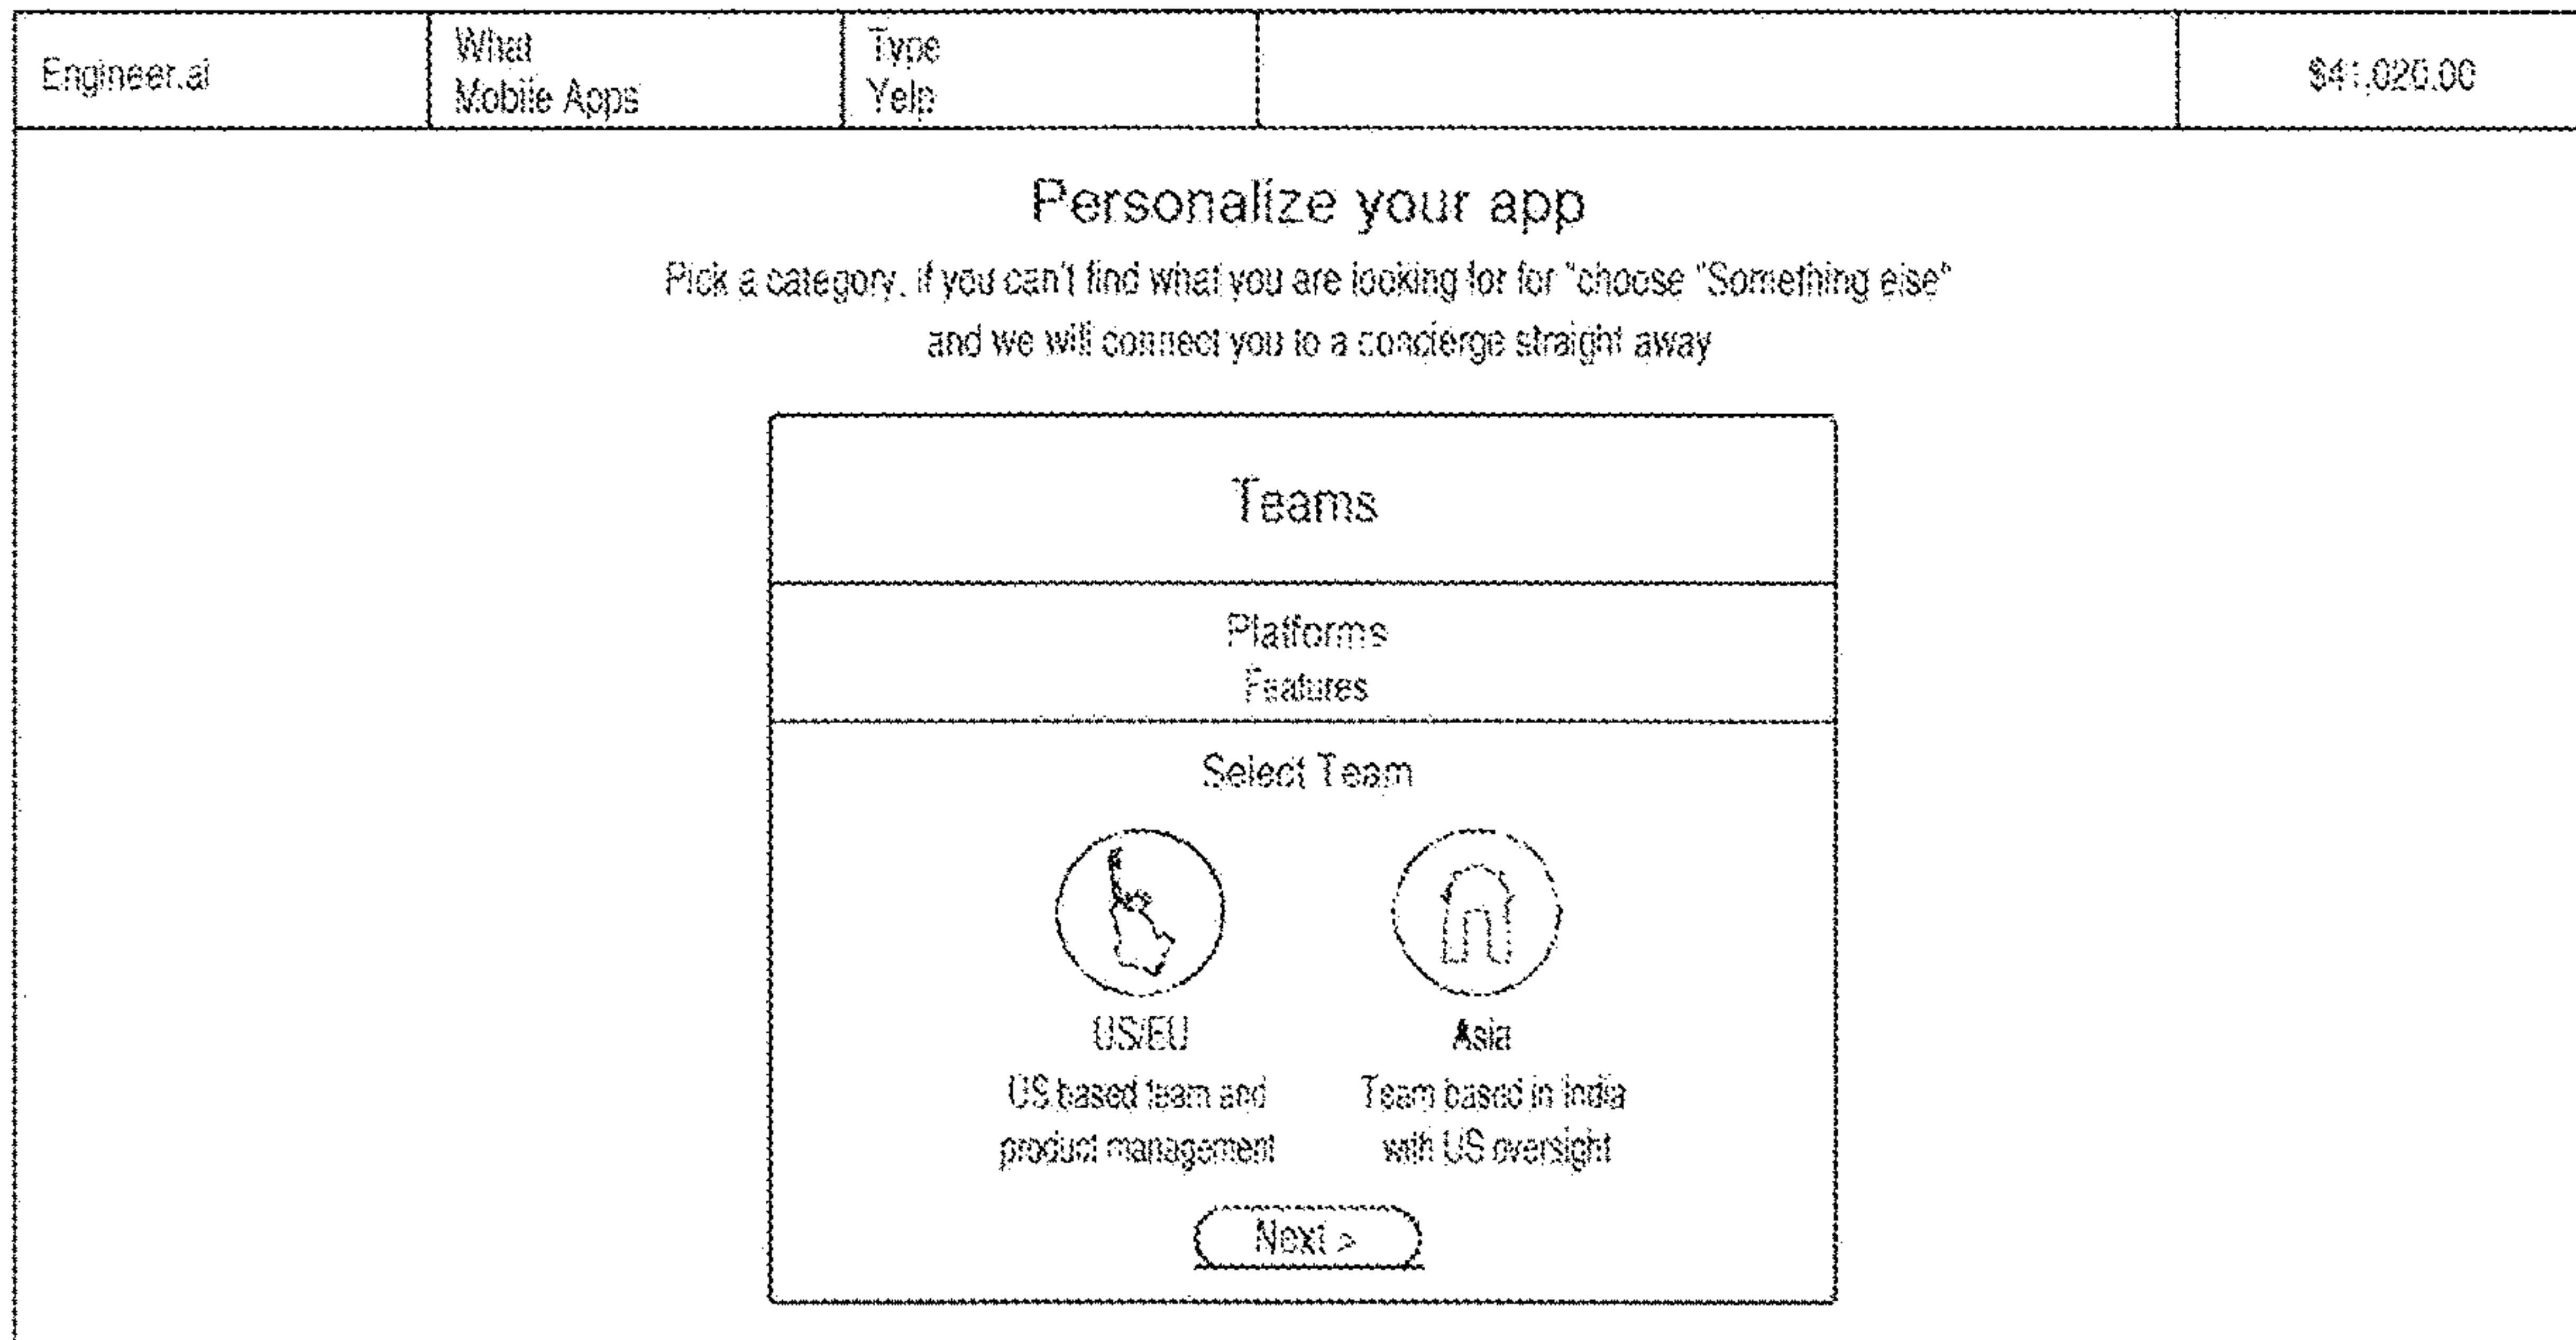 Engineer.ai
What
Mobile Apps
Type
Yelp
$41,020.00
Personalize your app
Pick a category. if you can't find what you are looking for for "choose "Something else"
and we will connect you to a concierge straight away
Teams
Platforms
Features
Select Team
US/EU
US based team and
product management
Asia
Team based in India
with US oversight
Next >